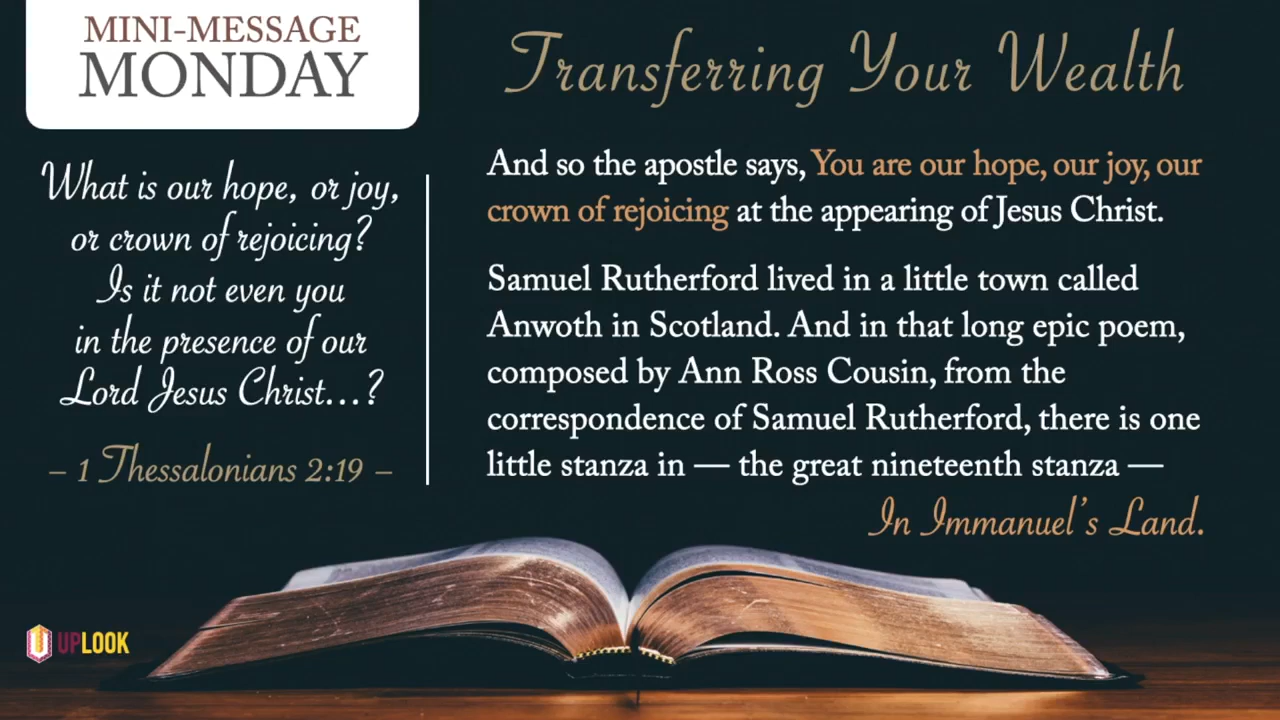 MINI-MESSAGE
MONDAY
What is our hope, or joy,
or crown of rejoicing?
Is it not even you
in the presence of our
Lord Jesus Christ...?
– 1 Thessalonians 2:19 –
Transferring Your Wealth
And so the apostle says, You are our hope, our joy, our
crown of rejoicing at the appearing of Jesus Christ.
Samuel Rutherford lived in a little town called
Anwoth in Scotland. And in that long epic poem,
composed by Ann Ross Cousin, from the
correspondence of Samuel Rutherford, there is one
little stanza in — the great nineteenth stanza —
In Immanuel's Land.
UPLOOK